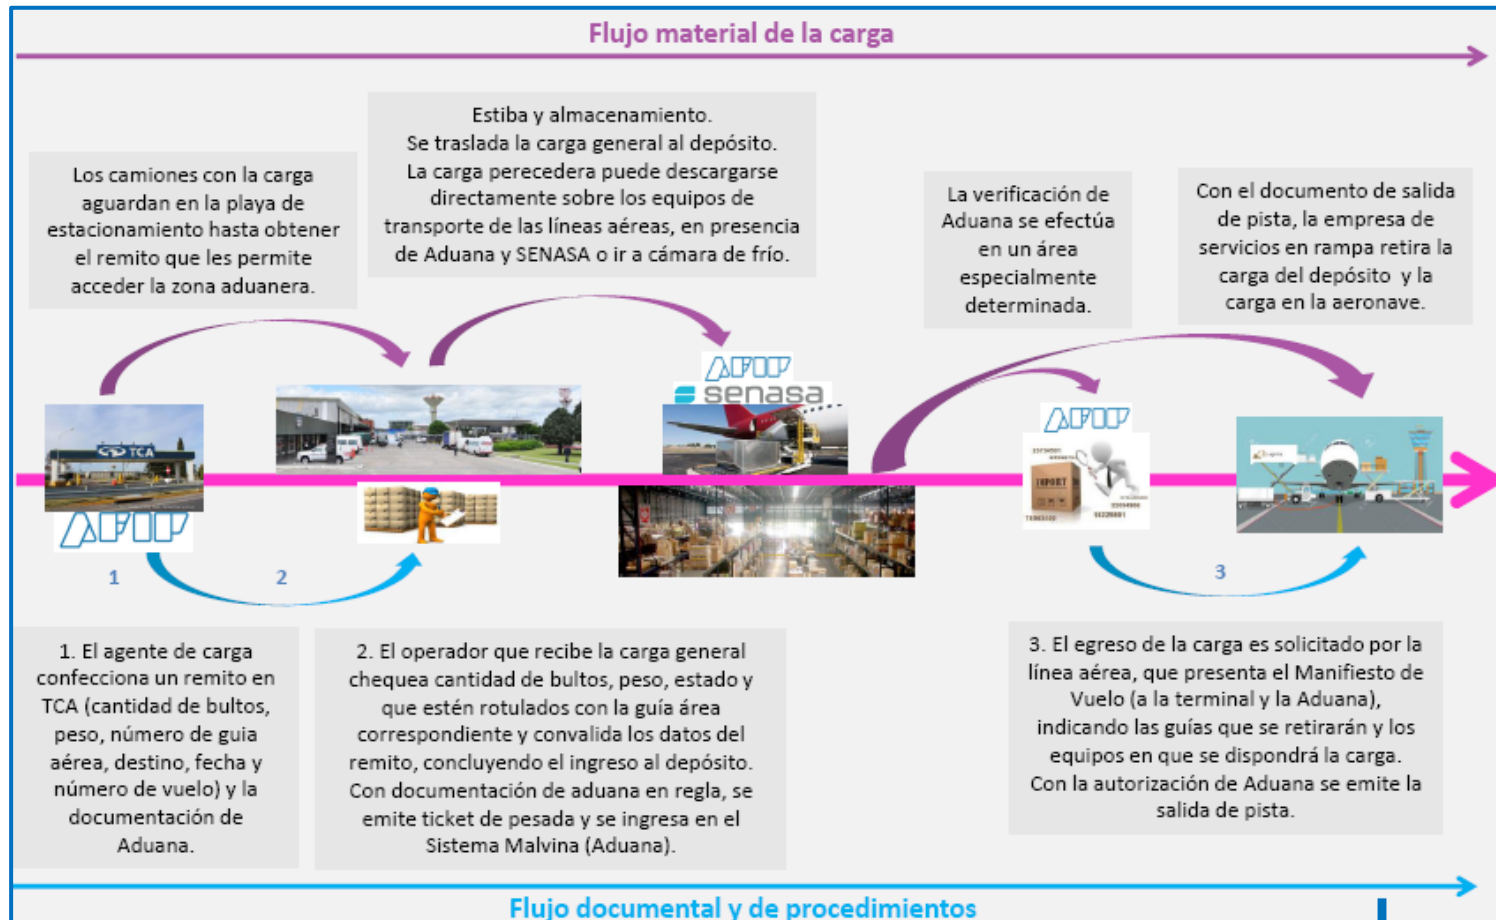 Flujo material de la carga
Los camiones con la carga
aguardan en la playa de
estacionamiento hasta obtener
el remito que les permite
acceder la zona aduanera.
Estiba y almacenamiento.
Se traslada la carga general al depósito.
La carga perecedera puede descargarse
directamente sobre los equipos de
transporte de las líneas aéreas, en presencia
de Aduana y SENASA o ir a cámara de frío.
La verificación de
Aduana se efectúa
en un área
especialmente
determinada.
Con el documento de salida
de pista, la empresa de
servicios en rampa retira la
carga del depósito y la
carga en la aeronave.
TCA
AFIP
AFIP
senasa
AFIP
IMPORT
1
2
3
1. El agente de carga
confecciona un remito en
TCA (cantidad de bultos,
peso, número de guia
aérea, destino, fecha y
número de vuelo) y la
documentación de
Aduana.
2. El operador que recibe la carga general
chequea cantidad de bultos, peso, estado y
que estén rotulados con la guía área
correspondiente y convalida los datos del
remito, concluyendo el ingreso al depósito.
Con documentación de aduana en regla, se
emite ticket de pesada y se ingresa en el
Sistema Malvina (Aduana).
3. El egreso de la carga es solicitado por la
línea aérea, que presenta el Manifiesto de
Vuelo (a la terminal y la Aduana),
indicando las guías que se retirarán y los
equipos en que se dispondrá la carga.
Con la autorización de Aduana se emite la
salida de pista.
Flujo documental y de procedimientos